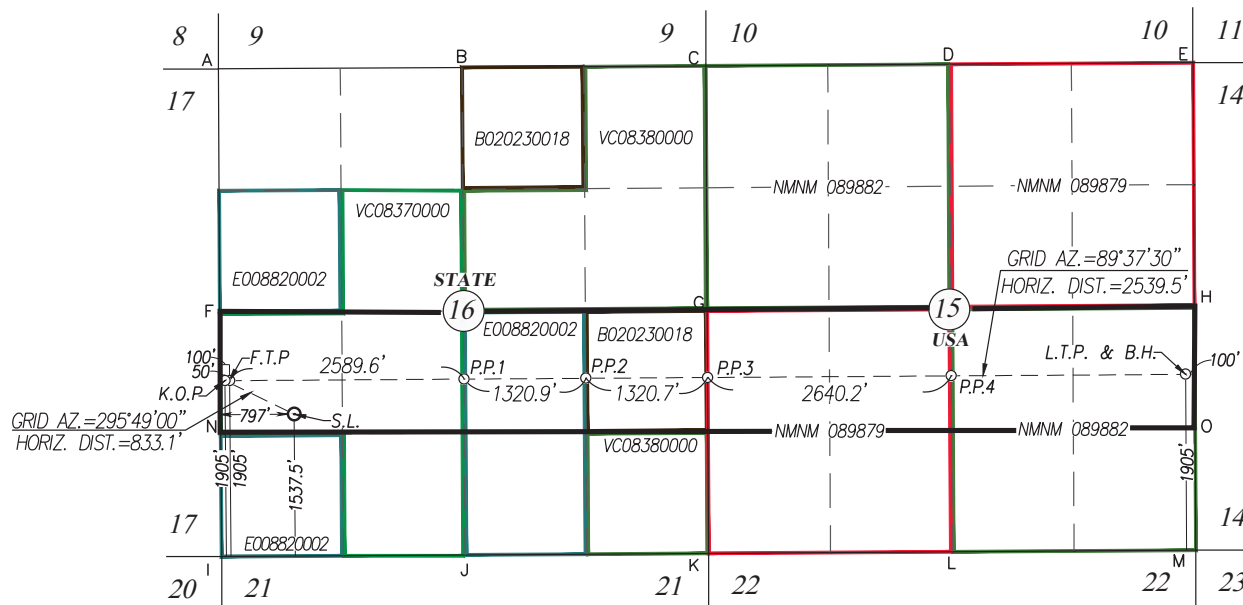 8
9
9
10
10
11
A
B
C
D
E
17
14
B020230018
VC08380000
NMNM 089882
NMNM 089879
VC08370000
E008820002
STATE
16
GRID AZ.=89°37'30"
HORIZ. DIST.=2539.5'
F
G
H
15
USA
E008820002
B020230018
100'
50'
F.T.P
2589.6'
P.P.1
P.P.2
P.P.3
P.P.4
L.T.P. & B.H.
100'
K.O.P
1320.9'
1320.7'
2640.2'
797'
S.L.
GRID AZ.=295°49'00"
HORIZ. DIST.=833.1'
N
O
VC08380000
NMNM 089879
NMNM 089882
1905'
1905'
1537.5'
1905'
17
14
E008820002
I
J
K
L
M
20
21
21
22
22
23